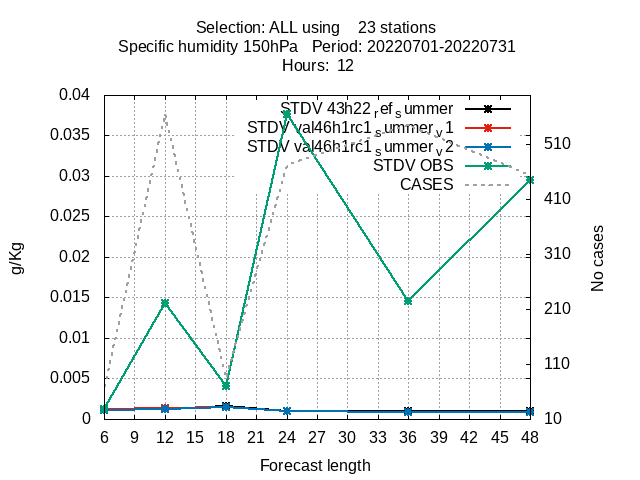 Selection: ALL using 23 stations
Specific humidity 150hPa Period: 20220701-20220731
Hours: 12
STDV 43h22ref_summer
STDV val46h1rc1summerv1
STDV val46h1rc1summerv2
STDV OBS
CASES
0.04
0.035
0.03
0.025
0.02
0.015
0.01
0.005
0
g/Kg
510
410
310
210
110
10
No cases
6 9 12 15 18 21 24 27 30 33 36 39 42 45 48
Forecast length